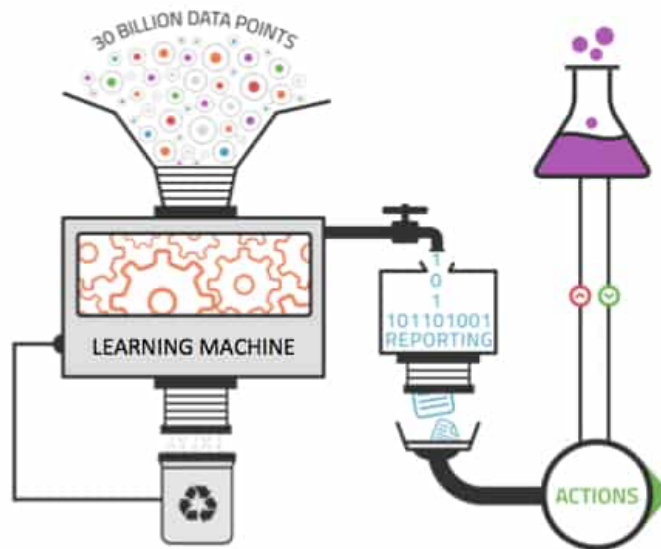 30 BILLION DATA POINTS
LEARNING MACHINE
1
0
1
101101001
REPORTING
ACTIONS